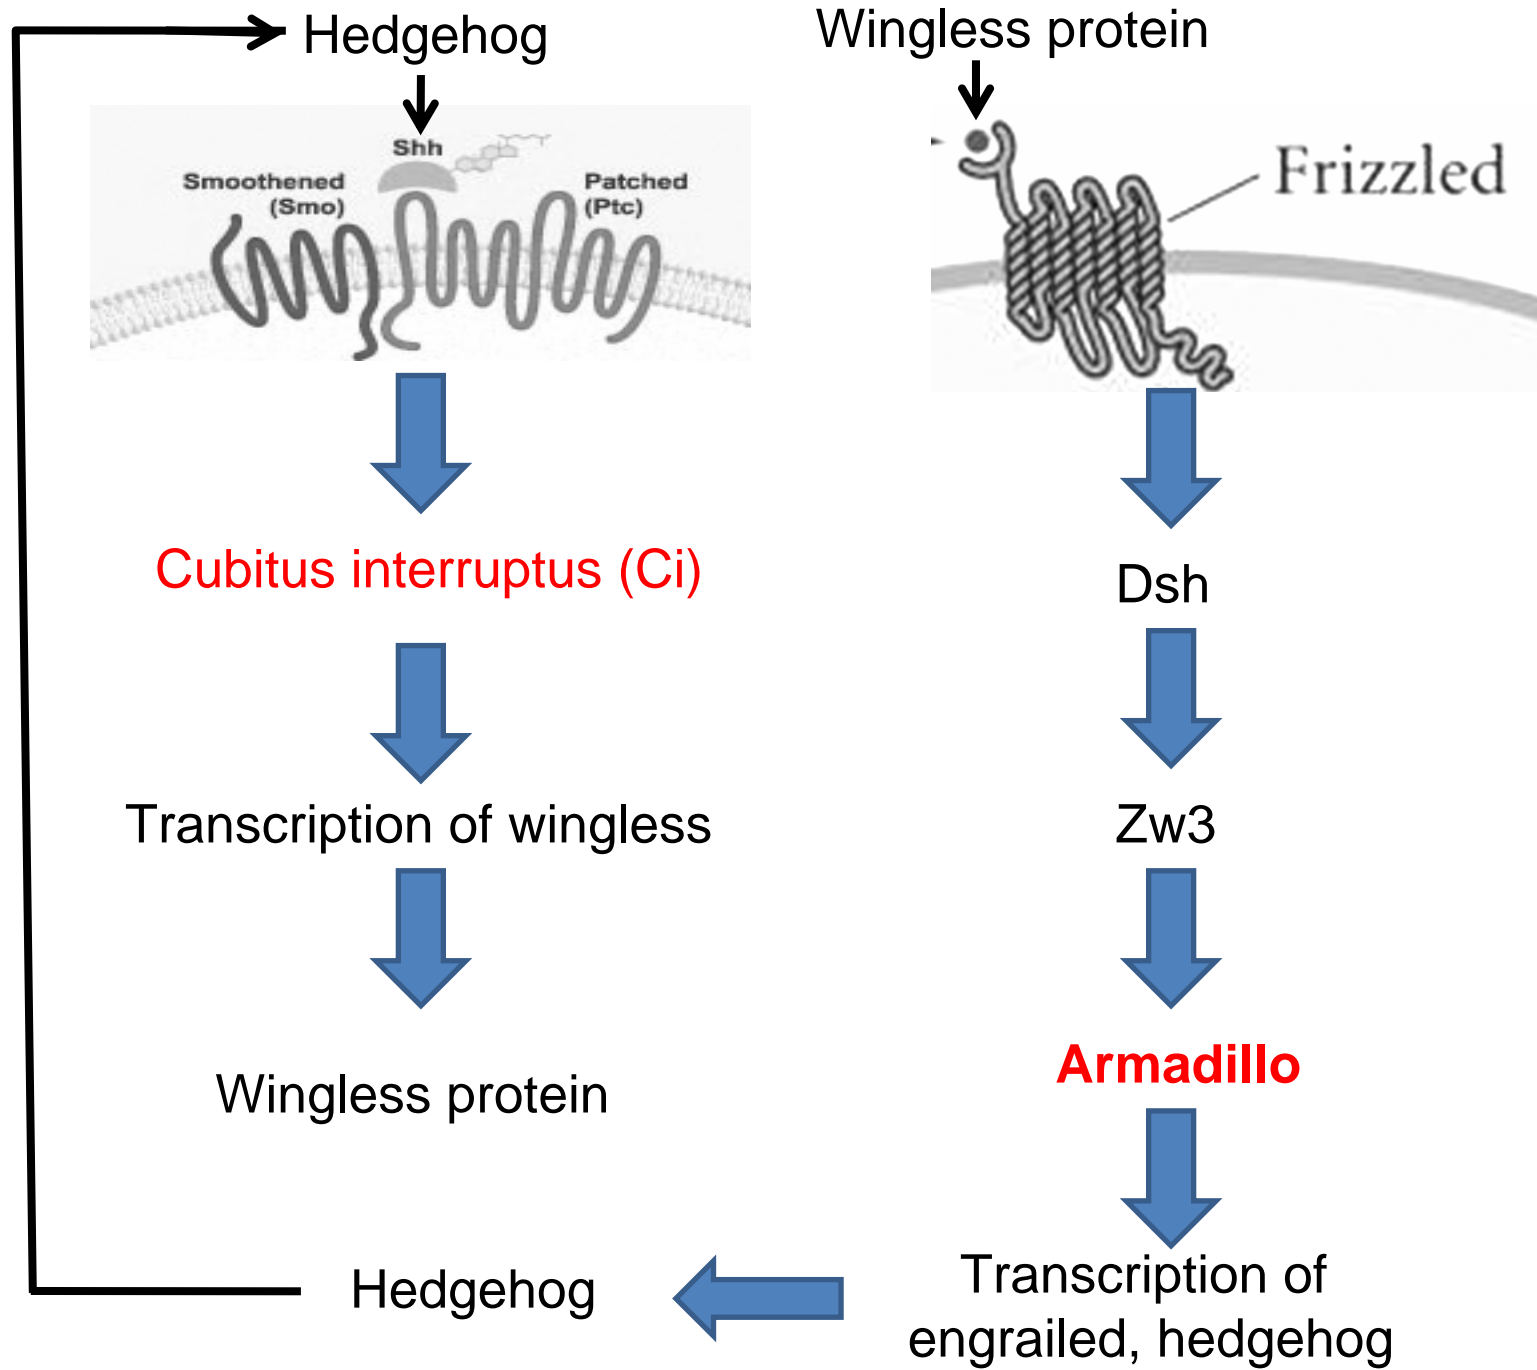 Hedgehog
Wingless protein
Shh
Smoothened
(Smo)
Patched
(Ptc)
Frizzled
Cubitus interruptus (Ci)
Dsh
Transcription of wingless
Zw3
Wingless protein
Armadillo
Hedgehog
Transcription of
engrailed, hedgehog